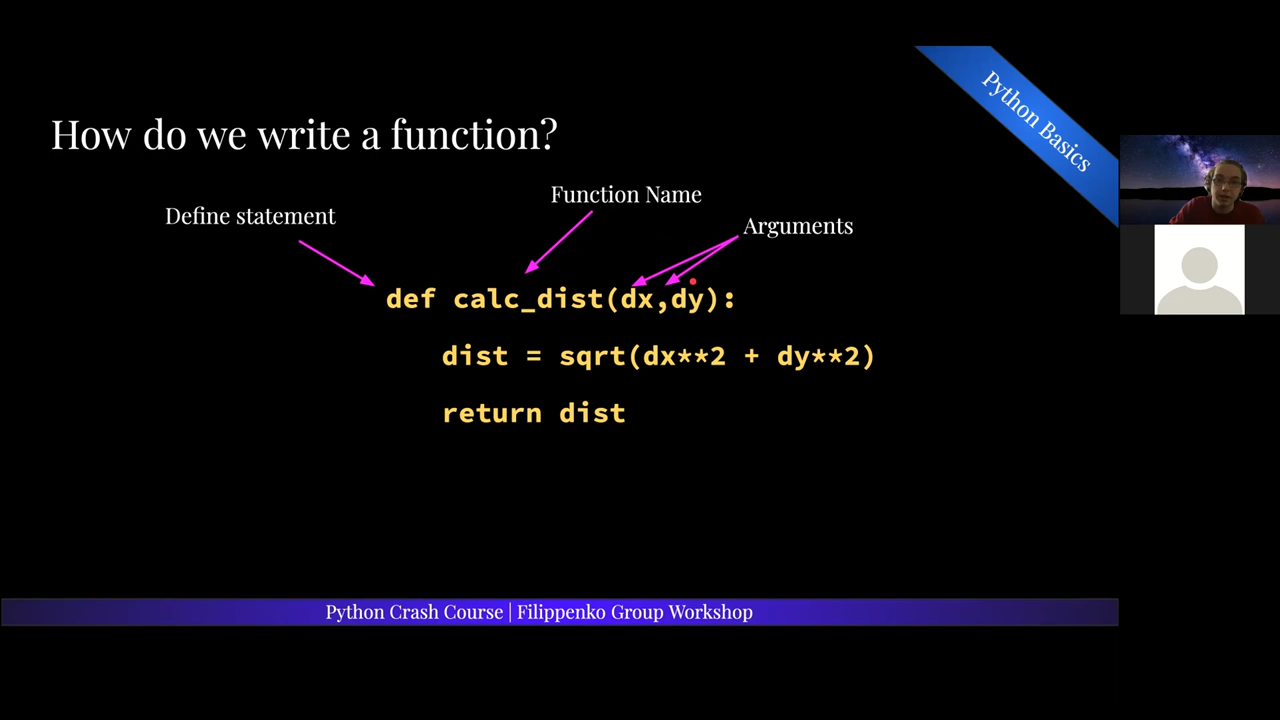 Python Basics
How do we write a function?
Function Name
Define statement
Arguments
def calc_dist(dx,dy):
dist = sqrt(dx**2 + dy**2)
return dist
Python Crash Course | Filippenko Group Workshop